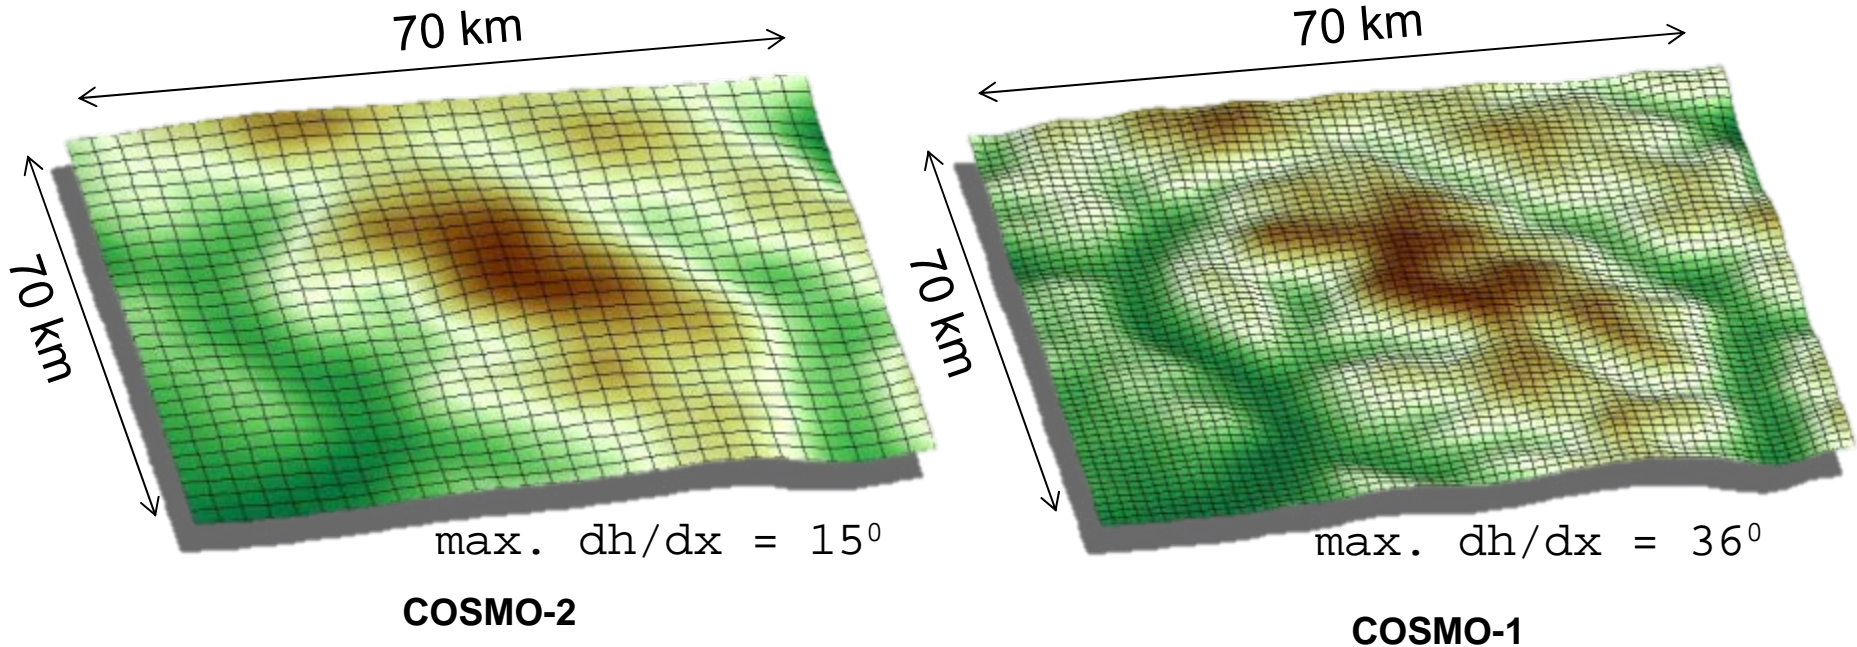 70 km
70 km
70 km
70 km
max. dh/dx = 15⁰
max. dh/dx = 36⁰
COSMO-2
COSMO-1